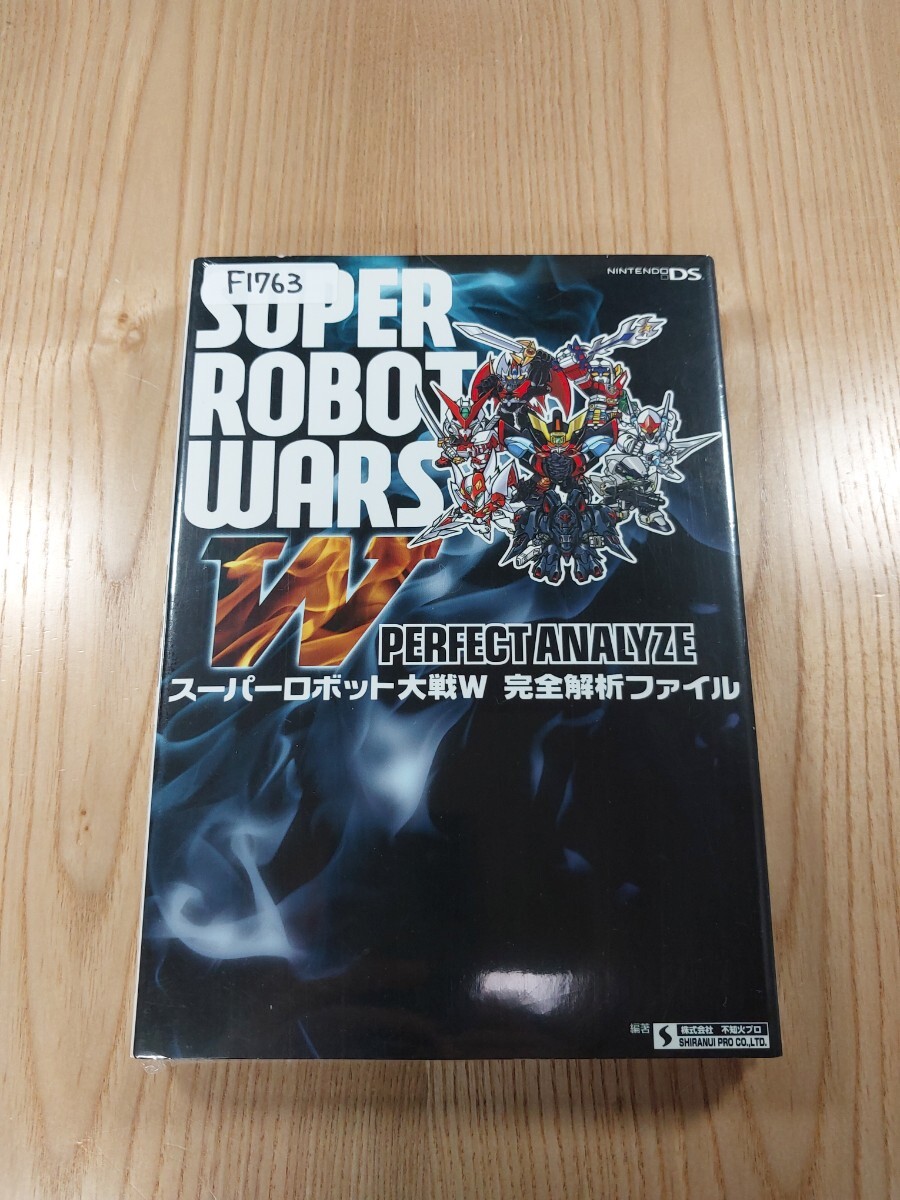 F1763
NINTENDO DS
SUPER
ROBOT
WARS
W
PERFECT ANALYZE
スーパーロボット大戦W 完全解析ファイル
編著
S
株式会社 不知火プロ
SHIRANUI PRO CO.,LTD.